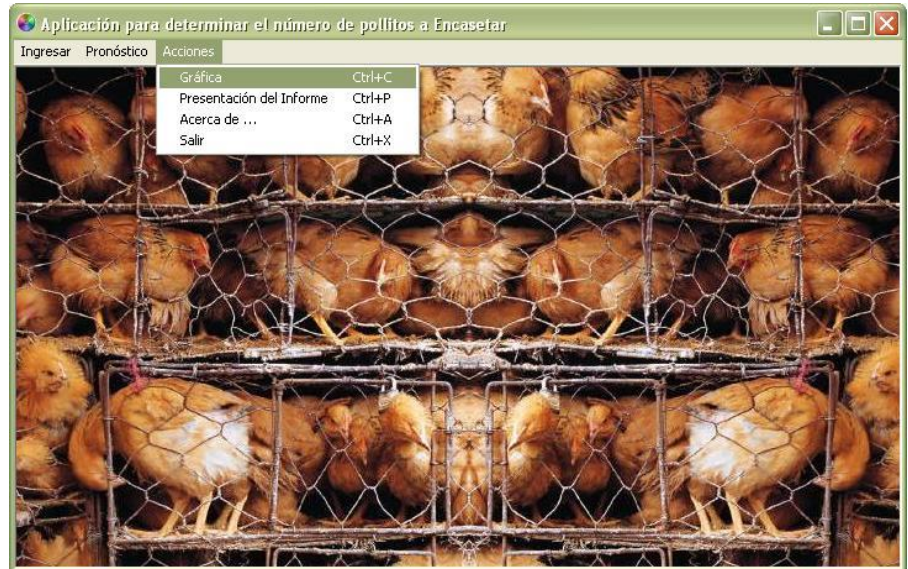 Aplicación para determinar el número de pollitos a Encasetar
Ingresar Pronóstico Acciones
Gráfica Ctrl+C
Presentación del Informe Ctrl+P
Acerca de ... Ctrl+A
Salir Ctrl+X